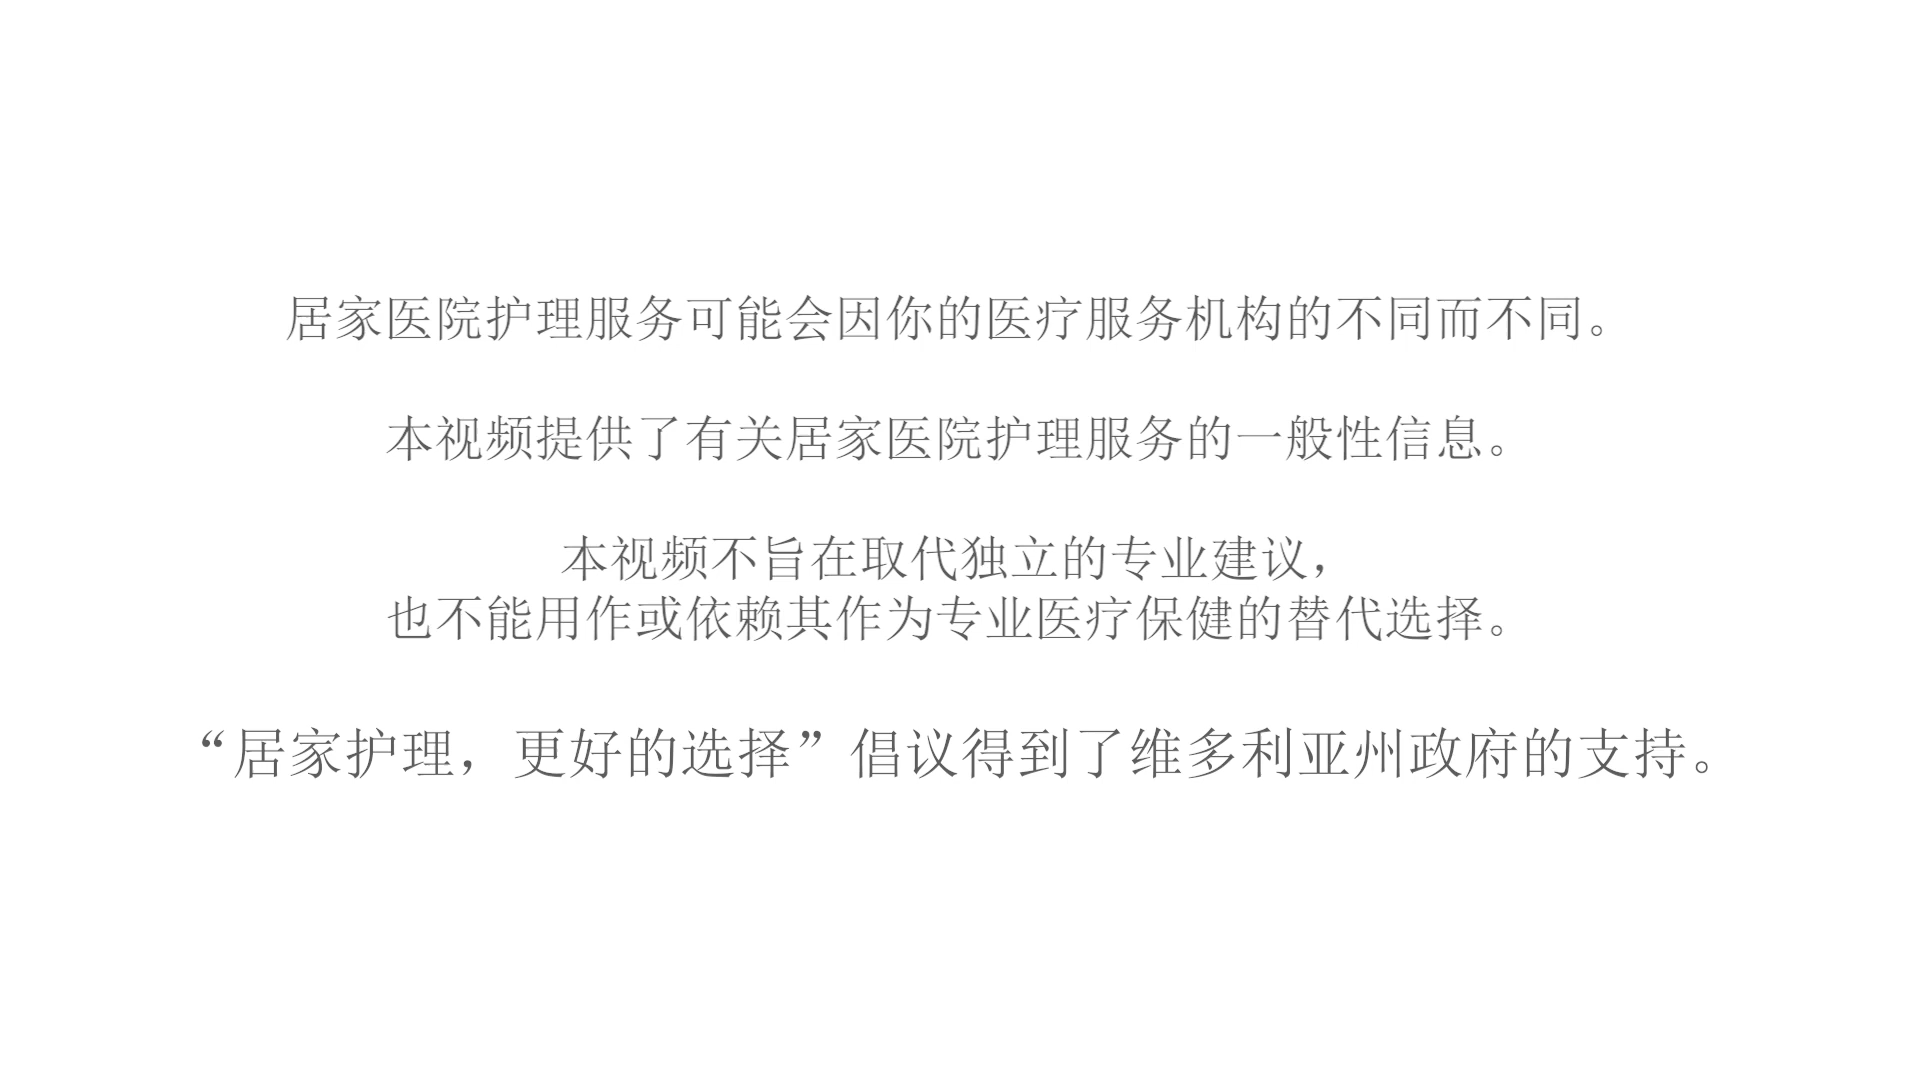 居家医院护理服务可能会因你的医疗服务机构的不同而不同。
本视频提供了有关居家医院护理服务的一般性信息。
本视频不旨在取代独立的专业建议，
也不能用作或依赖其作为专业医疗保健的替代选择。
“居家护理，更好的选择”倡议得到了维多利亚州政府的支持。